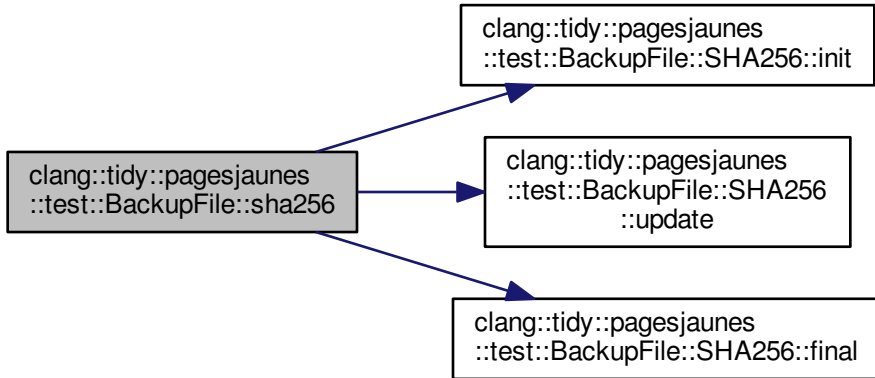 clang::tidy::pagesjaunes
::test::BackupFile::SHA256::init
clang::tidy::pagesjaunes
::test::BackupFile::sha256
clang::tidy::pagesjaunes
::test::BackupFile::SHA256
::update
clang::tidy::pagesjaunes
::test::BackupFile::SHA256::final